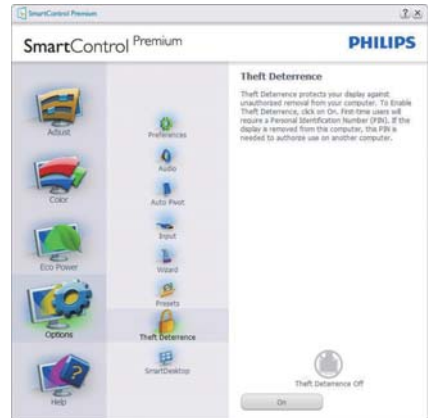 SmartControl Premium
SmartControl Premium
PHILIPS
Adjust
Color
Eco Power
Options
Help
Preferences
Audio
Auto Pivot
Input
Wizard
Presets
Theft Deterrence
SmartDesktop
Theft Deterrence
Theft Deterrence protects your display against
unauthorized removal from your computer. To Enable
Theft Deterrence, click on On. First-time users will
require a Personal Identification Number (PIN). If the
display is removed from this computer, this PIN is
needed to authorize use on another computer.
Theft Deterrence Off
On